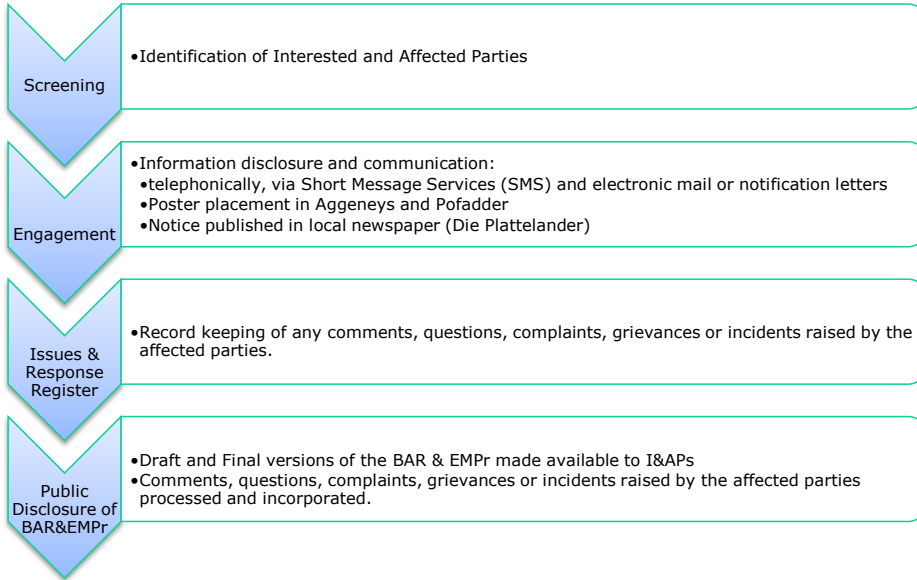 Screening
•Identification of Interested and Affected Parties
Engagement
•Information disclosure and communication:
•telephonically, via Short Message Services (SMS) and electronic mail or notification letters
•Poster placement in Aggeneys and Pofadder
•Notice published in local newspaper (Die Plattelander)
Issues &
Response
Register
•Record keeping of any comments, questions, complaints, grievances or incidents raised by the
affected parties.
Public
Disclosure of
BAR&EMPr
•Draft and Final versions of the BAR & EMPr made available to I&APs
•Comments, questions, complaints, grievances or incidents raised by the affected parties
processed and incorporated.